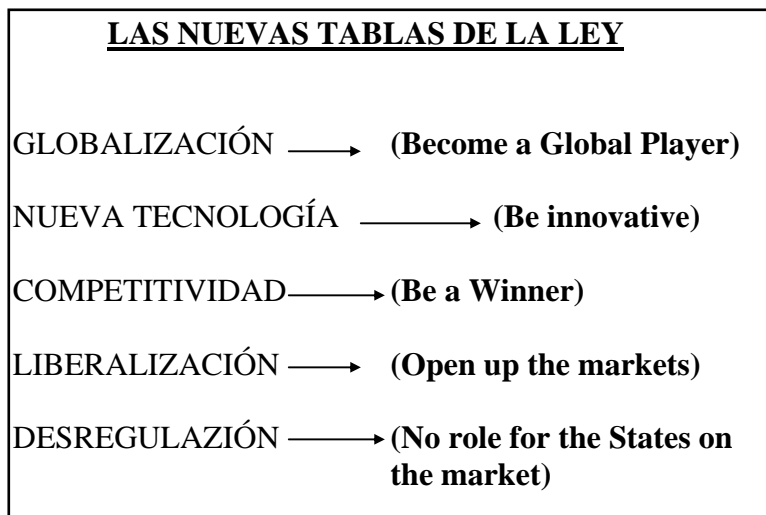 LAS NUEVAS TABLAS DE LA LEY
GLOBALIZACIÓN (Become a Global Player)
NUEVA TECNOLOGÍA (Be innovative)
COMPETITIVIDAD (Be a Winner)
LIBERALIZACIÓN (Open up the markets)
DESREGULAZIÓN (No role for the States on
the market)